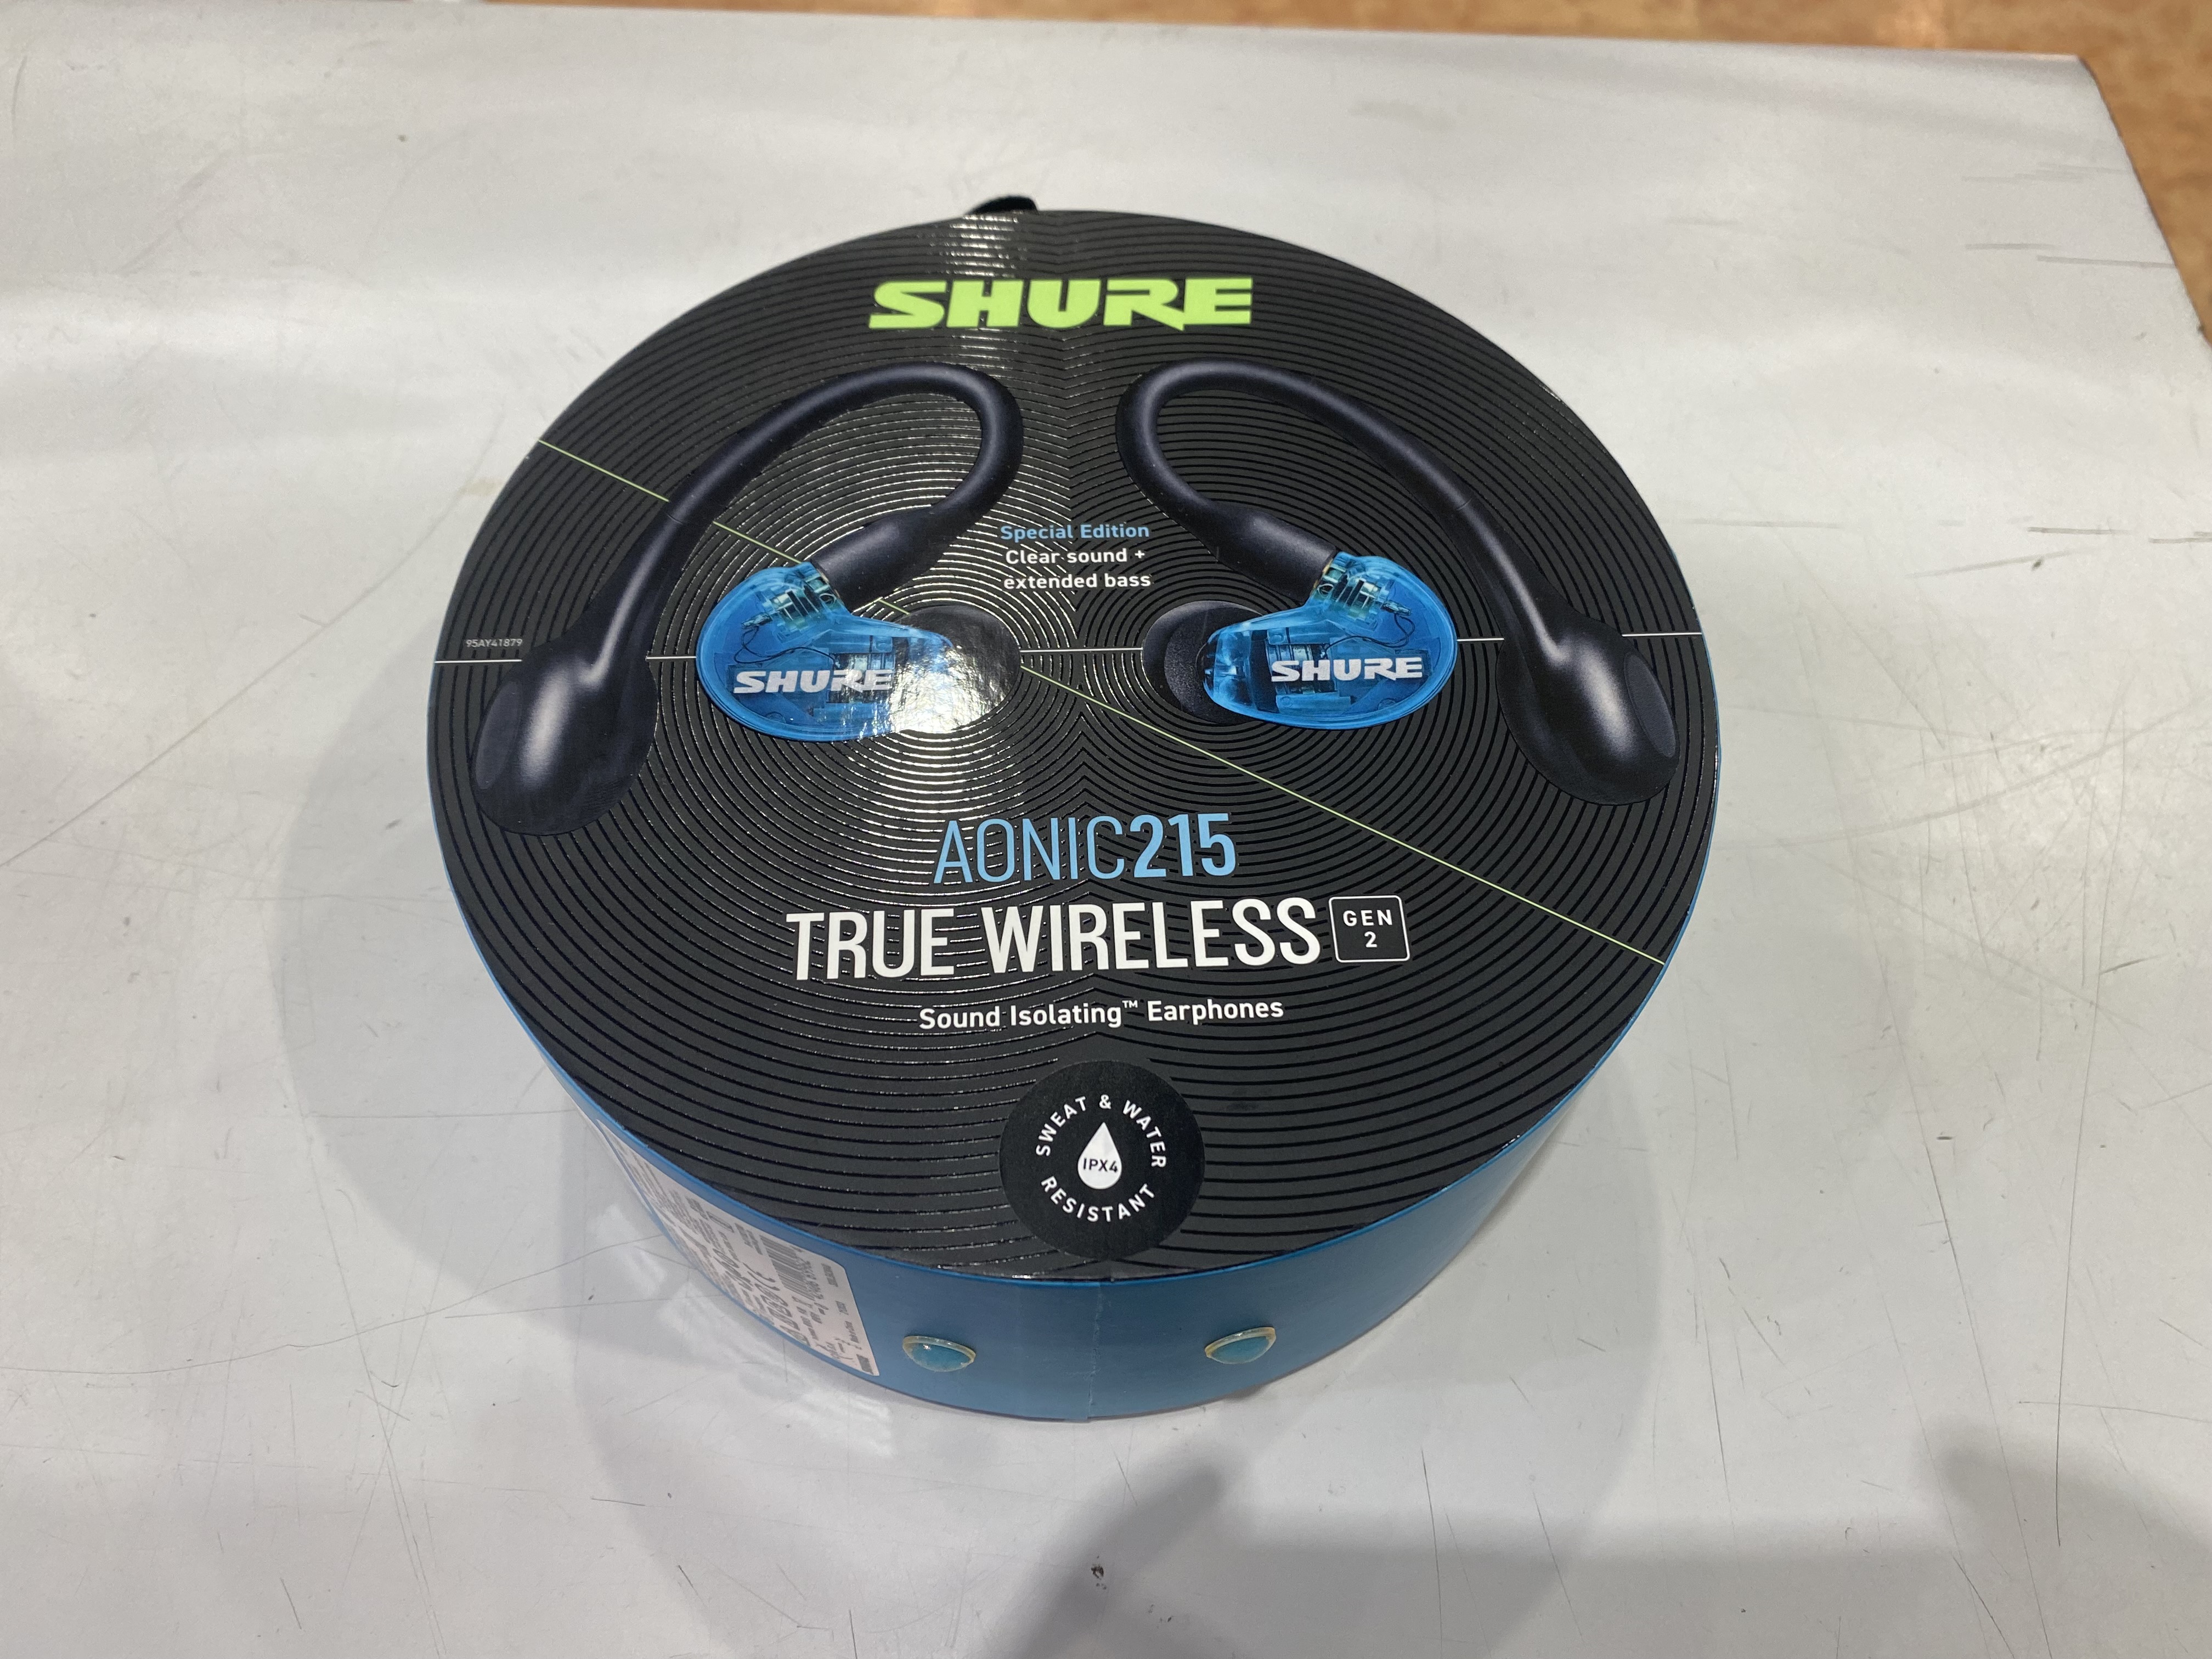 SHURE
Special Edition
Clear sound +
extended bass
95AY41879
SHURE
SHURE
AONIC215
TRUE WIRELESS GEN 2
Sound Isolating™ Earphones
SWEAT & WATER
IPX4
RESISTANT